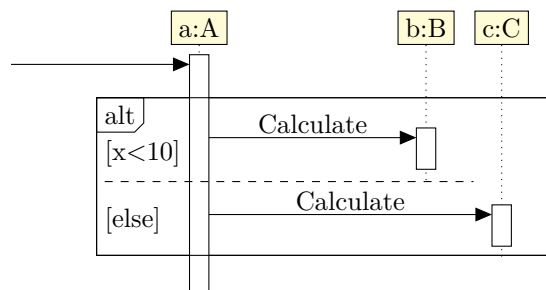 a:A
b:B
c:C
alt
Calculate
[x<10]
Calculate
[else]